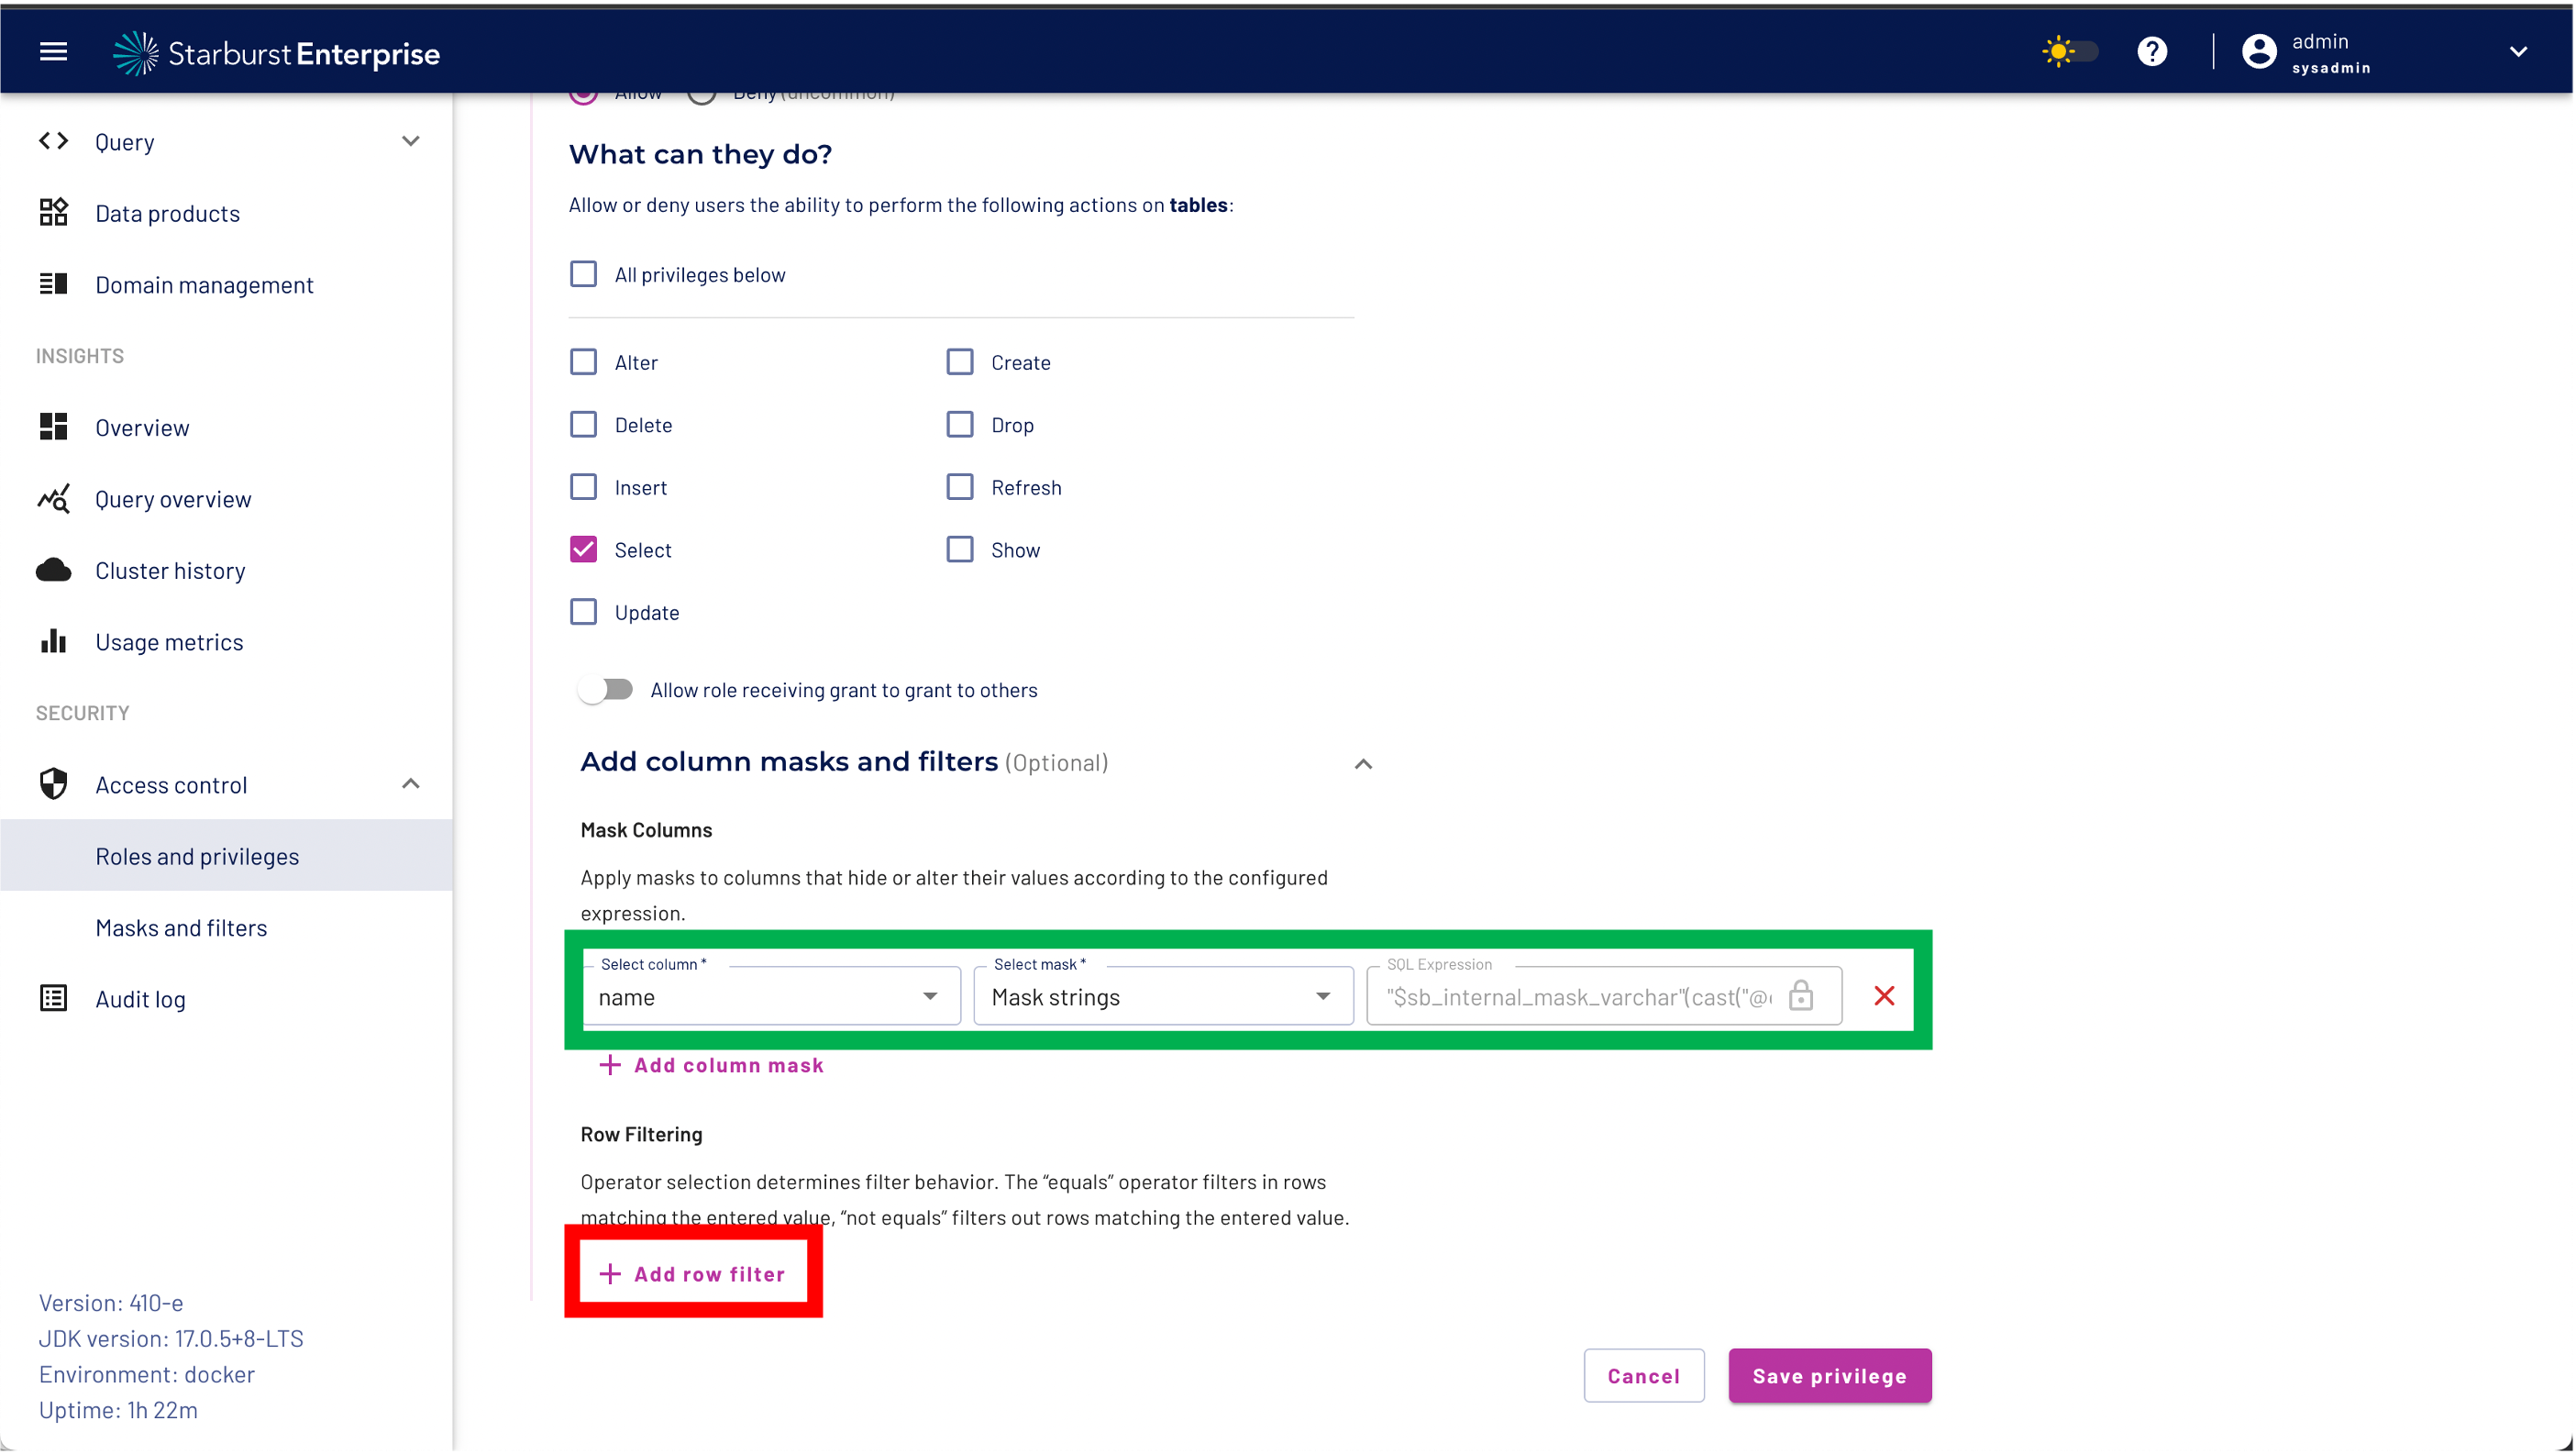 Starburst Enterprise
admin
sysadmin
Query
Data products
Domain management
INSIGHTS
Overview
Query overview
Cluster history
Usage metrics
SECURITY
Access control
Roles and privileges
Masks and filters
Audit log
Version: 410-e
JDK version: 17.0.5+8-LTS
Environment: docker
Uptime: 1h 22m
Allow Deny (uncommon)
What can they do?
Allow or deny users the ability to perform the following actions on tables:
All privileges below
Alter Create
Delete Drop
Insert Refresh
Select Show
Update
Allow role receiving grant to grant to others
Add column masks and filters (Optional)
Mask Columns
Apply masks to columns that hide or alter their values according to the configured
expression.
Select column * Select mask * SQL Expression
name Mask strings "$sb_internal_mask_varchar"(cast("@
+ Add column mask
Row Filtering
Operator selection determines filter behavior. The “equals” operator filters in rows
matching the entered value, “not equals” filters out rows matching the entered value.
+ Add row filter
Cancel Save privilege